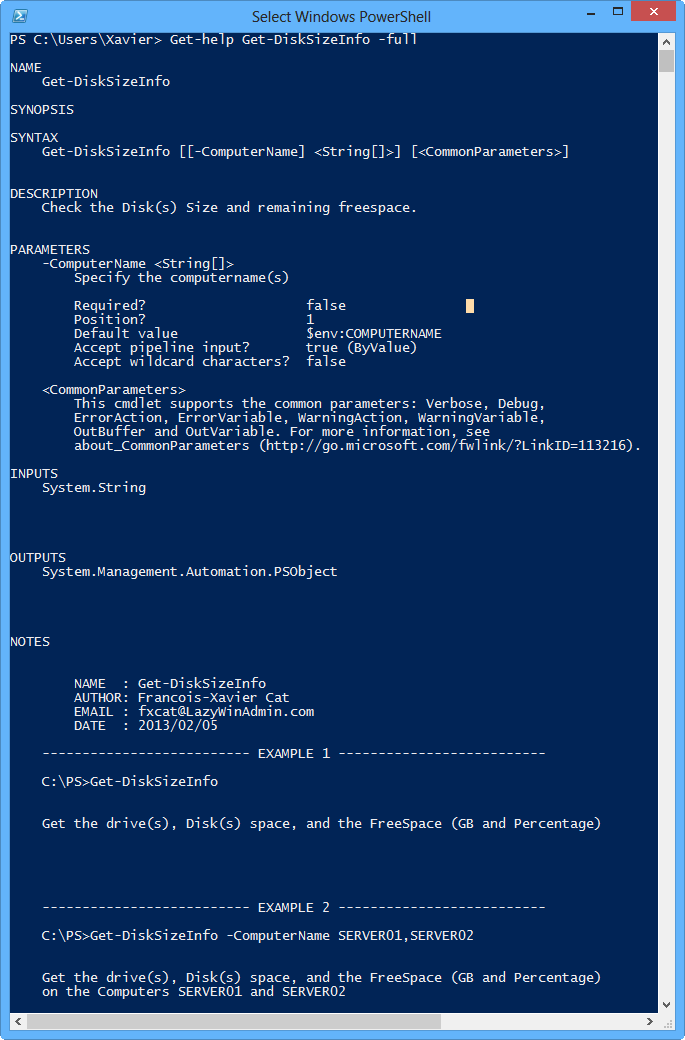 Select Windows PowerShell
PS C:\Users\Xavier> Get-help Get-DiskSizeInfo -full
NAME
Get-DiskSizeInfo
SYNOPSIS
SYNTAX
Get-DiskSizeInfo [[-ComputerName] <String[]>] [<CommonParameters>]
DESCRIPTION
Check the Disk(s) Size and remaining freespace.
PARAMETERS
-ComputerName <String[]>
Specify the computername(s)
Required? false
Position? 1
Default value $env:COMPUTERNAME
Accept pipeline input? true (ByValue)
Accept wildcard characters? false
<CommonParameters>
This cmdlet supports the common parameters: Verbose, Debug,
ErrorAction, ErrorVariable, WarningAction, WarningVariable,
OutBuffer and OutVariable. For more information, see
about_CommonParameters (http://go.microsoft.com/fwlink/?LinkID=113216).
INPUTS
System.String
OUTPUTS
System.Management.Automation.PSObject
NOTES
NAME : Get-DiskSizeInfo
AUTHOR: Francois-Xavier Cat
EMAIL : fxcat@LazyWinAdmin.com
DATE : 2013/02/05
-------------------------- EXAMPLE 1 --------------------------
C:\PS>Get-DiskSizeInfo
Get the drive(s), Disk(s) space, and the FreeSpace (GB and Percentage)
-------------------------- EXAMPLE 2 --------------------------
C:\PS>Get-DiskSizeInfo -ComputerName SERVER01,SERVER02
Get the drive(s), Disk(s) space, and the FreeSpace (GB and Percentage)
on the Computers SERVER01 and SERVER02